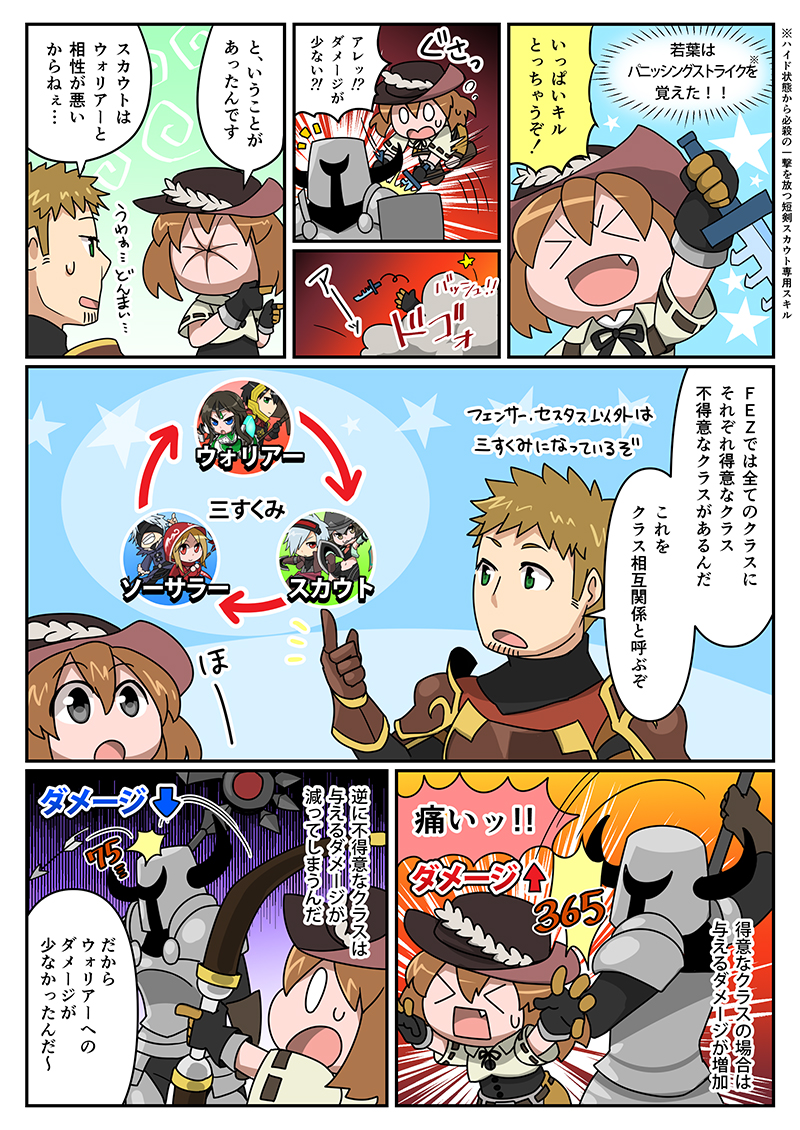 ※ハイド状態から必殺の一撃を放つ短剣スカウト専用スキル
若葉は
パニッシングストライクを※
覚えた！！
いっぱいキル
とっちゃうぞ！
ぐさっ
アレッ!?
ダメージが
少ない?!
アーッ
バッシュ!!
ドゴォ
と、いうことが
あったんです
スカウトは
ウォリアーと
相性が悪い
からねぇ…
うわぁ…どんまい…
FEZでは全てのクラスに
それぞれ得意なクラス
不得意なクラスがあるんだ
これを
クラス相互関係と呼ぶぞ
フェンサー、セスタス以外は
三すくみになっているぞ
ウォリアー
三すくみ
ソーサラー
スカウト
ほー
得意なクラスの場合は
与えるダメージが増加
痛いッ!!
ダメージ
365
逆に不得意なクラスは
与えるダメージが
減ってしまうんだ
ダメージ
75
だから
ウォリアーへの
ダメージが
少なかったんだ〜